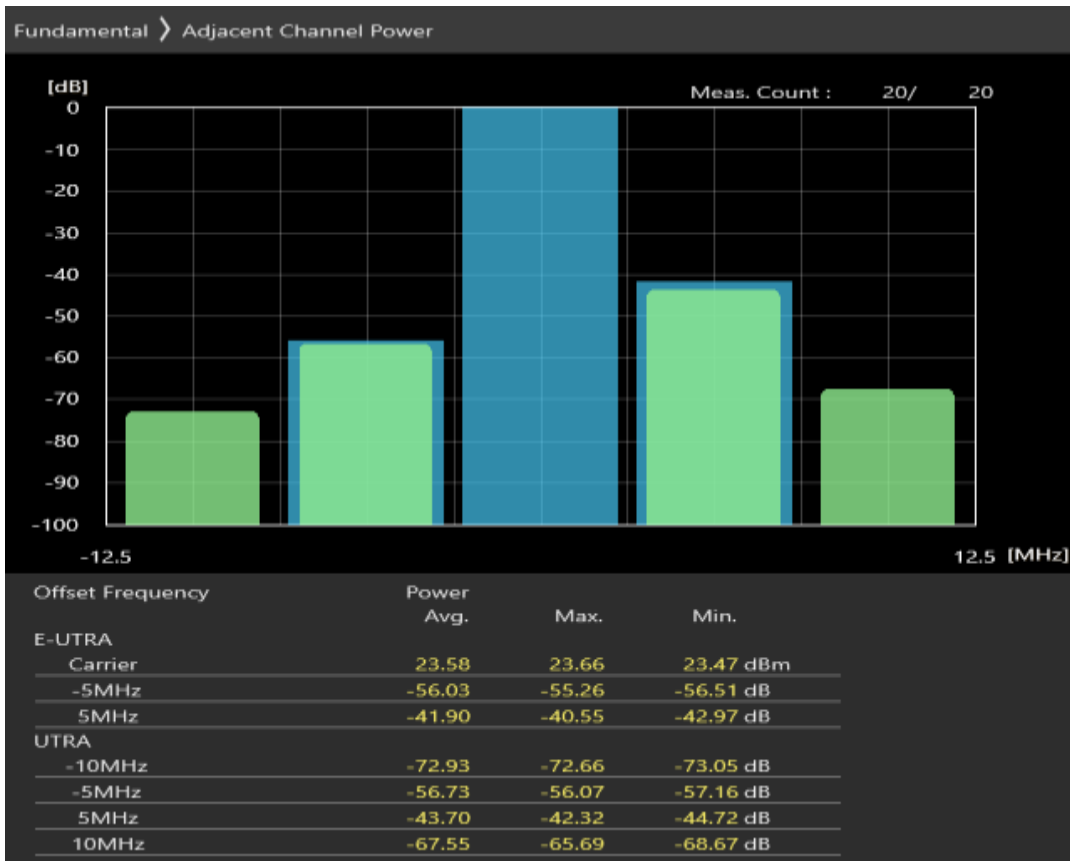 Fundamental ❯ Adjacent Channel Power
[dB]
Meas. Count : 20/ 20
0
-10
-20
-30
-40
-50
-60
-70
-80
-90
-100
-12.5 12.5 [MHz]
Offset Frequency Power
Avg. Max. Min.
E-UTRA
Carrier 23.58 23.66 23.47 dBm
-5MHz -56.03 -55.26 -56.51 dB
5MHz -41.90 -40.55 -42.97 dB
UTRA
-10MHz -72.93 -72.66 -73.05 dB
-5MHz -56.73 -56.07 -57.16 dB
5MHz -43.70 -42.32 -44.72 dB
10MHz -67.55 -65.69 -68.67 dB